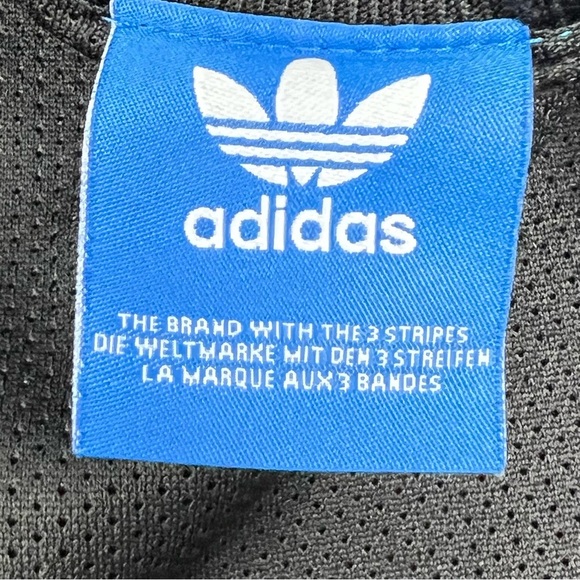 adidas
THE BRAND WITH THE 3 STRIPES
DIE WELTMARKE MIT DEN 3 STREIFEN
LA MARQUE AUX 3 BANDES